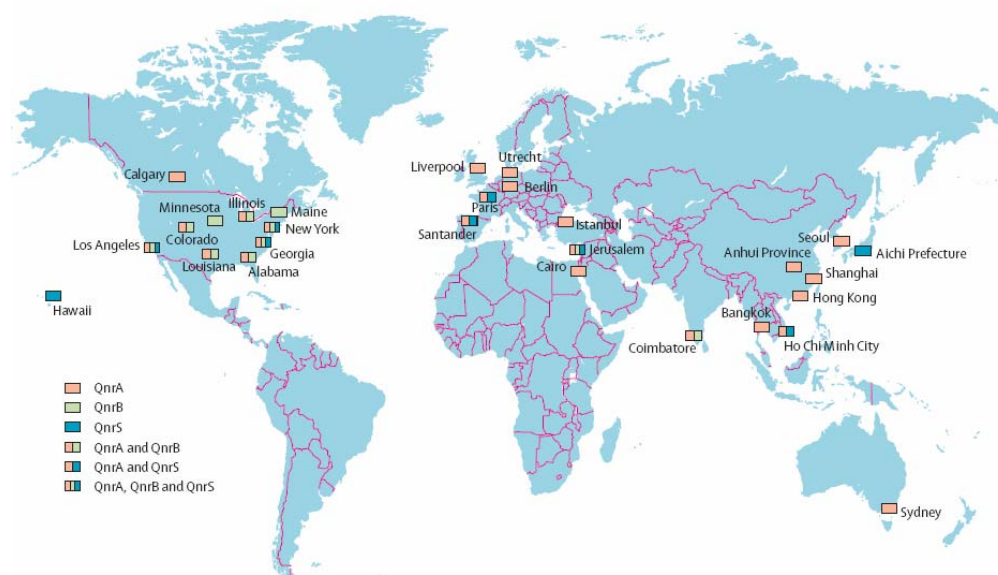 Calgary
Minnesota
Illinois
Maine
New York
Los Angeles
Colorado
Georgia
Louisiana
Alabama
Hawaii
Liverpool
Utrecht
Berlin
Paris
Santander
Istanbul
Jerusalem
Cairo
Seoul
Aichi Prefecture
Anhui Province
Shanghai
Hong Kong
Bangkok
Ho Chi Minh City
Coimbatore
Sydney
QnrA
QnrB
QnrS
QnrA and QnrB
QnrA and QnrS
QnrA, QnrB and QnrS